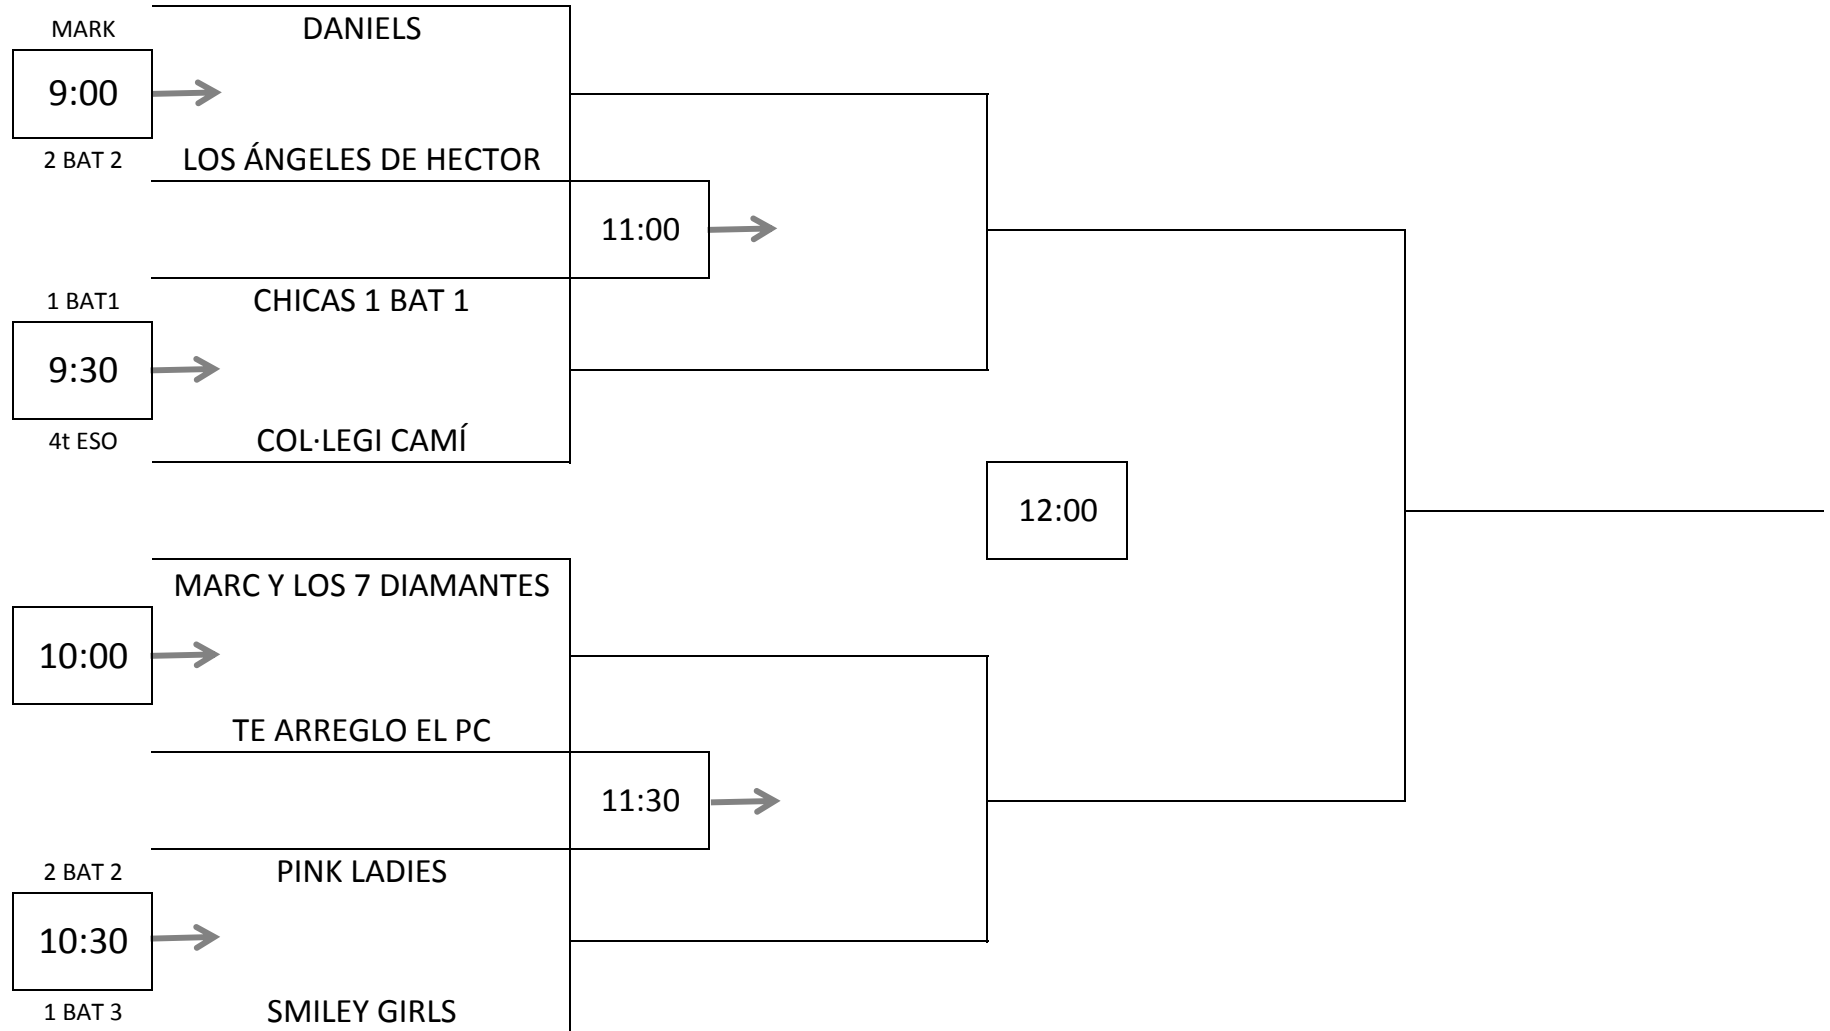 MARK
DANIELS
9:00
2 BAT 2
LOS ÁNGELES DE HECTOR
11:00
1 BAT1
CHICAS 1 BAT 1
9:30
4t ESO
COL·LEGI CAMÍ
12:00
MARC Y LOS 7 DIAMANTES
10:00
TE ARREGLO EL PC
11:30
2 BAT 2
PINK LADIES
10:30
1 BAT 3
SMILEY GIRLS